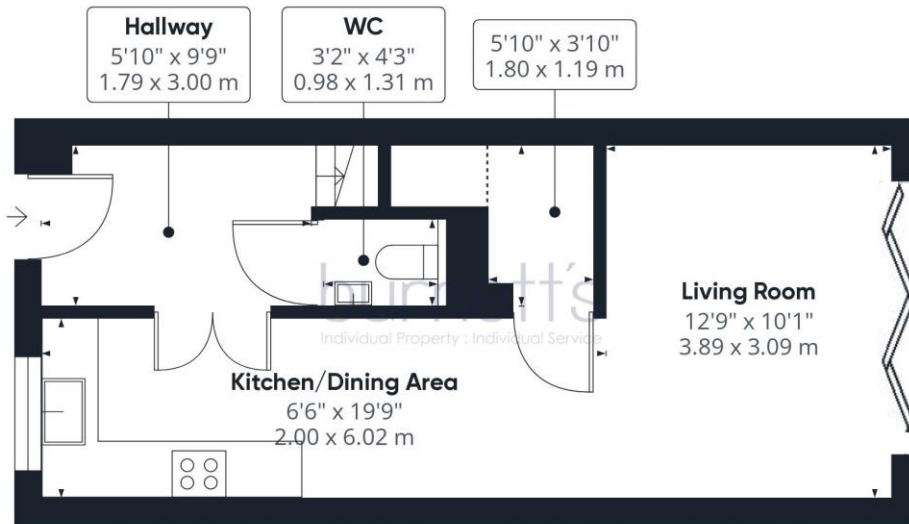 Hallway
5'10" x 9'9"
1.79 x 3.00 m
WC
3'2" x 4'3"
0.98 x 1.31 m
5'10" x 3'10"
1.80 x 1.19 m
burnett's
Individual Property : Individual Service
Living Room
12'9" x 10'1"
3.89 x 3.09 m
Kitchen/Dining Area
6'6" x 19'9"
2.00 x 6.02 m